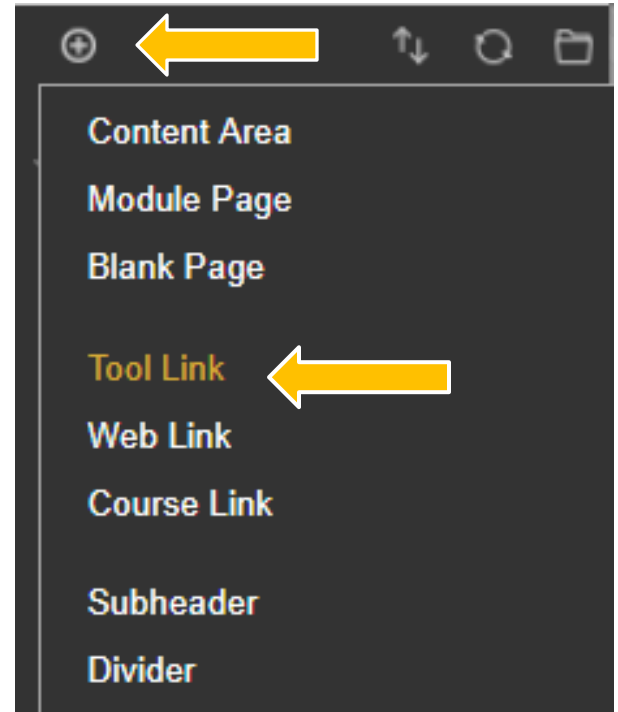 Content Area
Module Page
Blank Page
Tool Link
Web Link
Course Link
Subheader
Divider